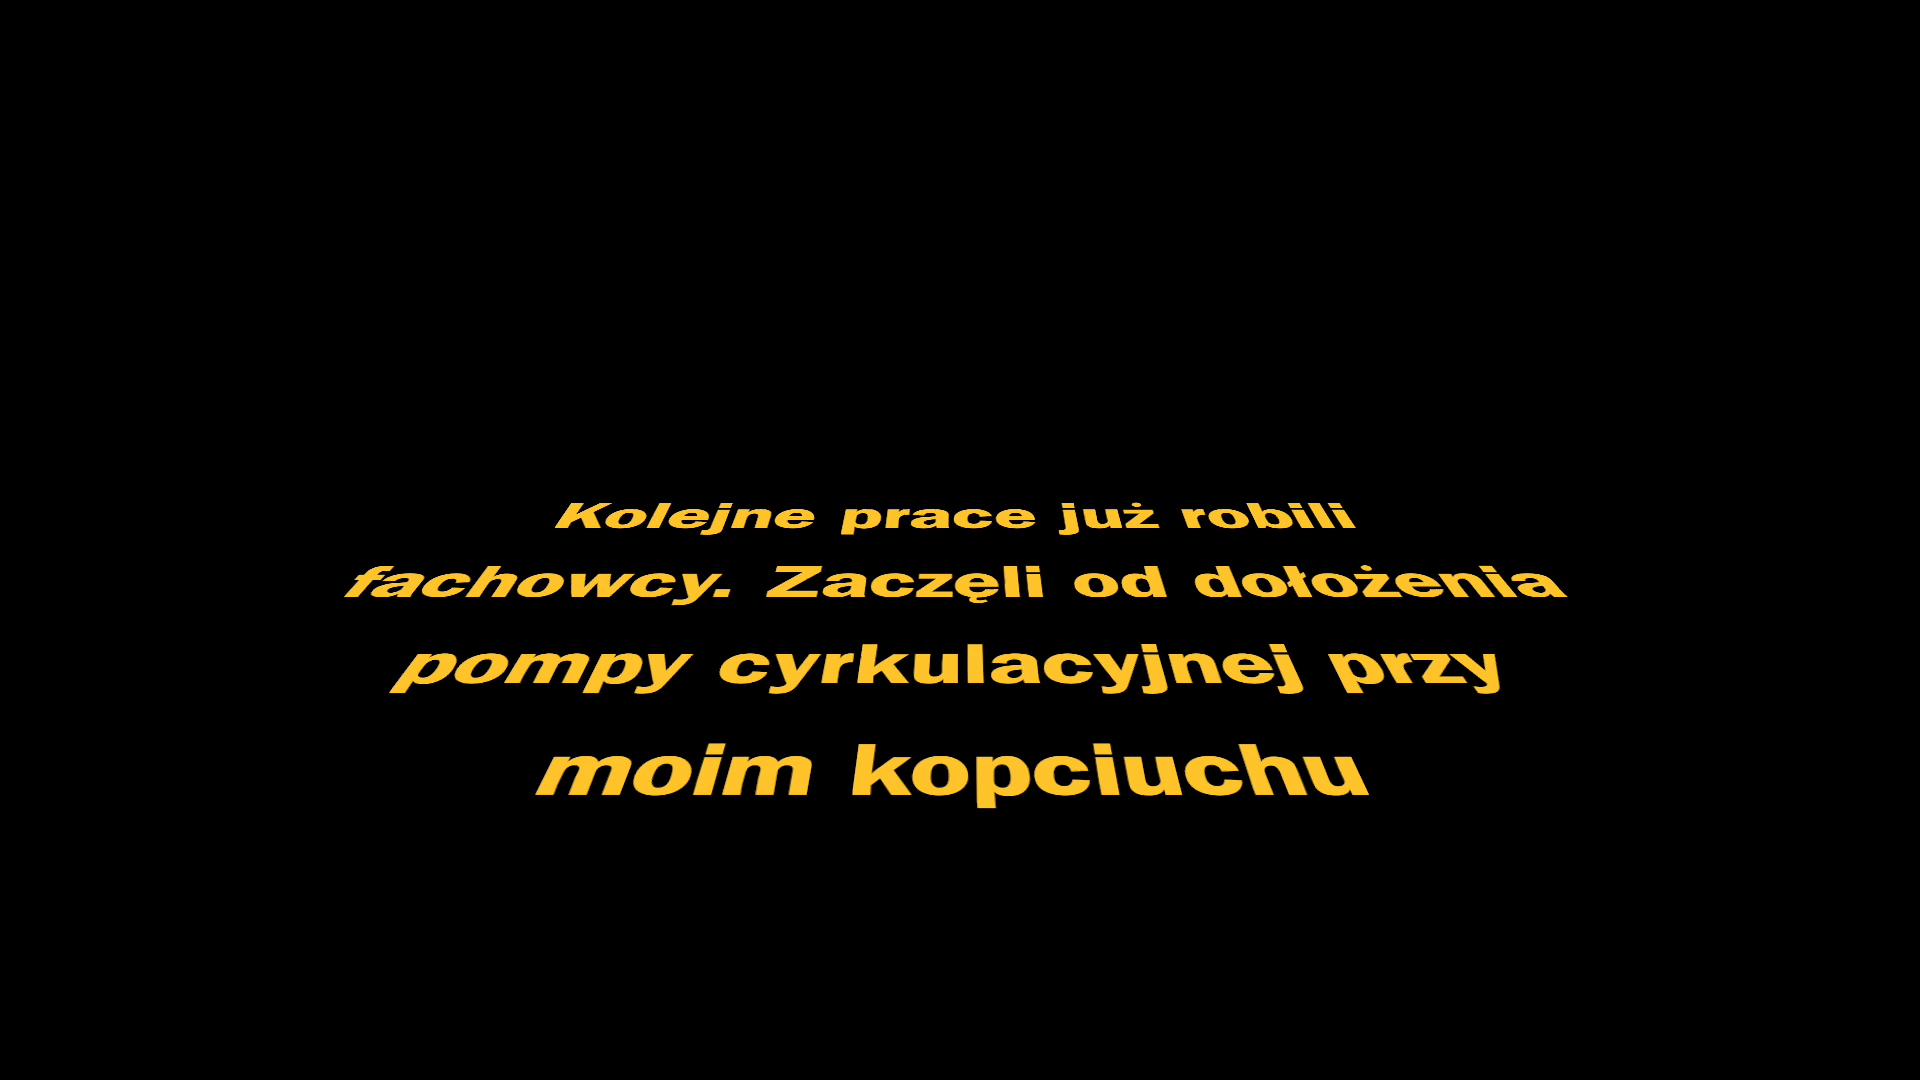 Kolejne prace już robili
fachowcy. Zaczęli od dołożenia
pompy cyrkulacyjnej przy
moim kopciuchu